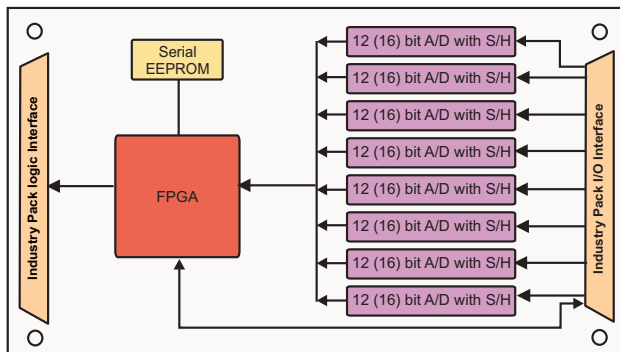 Serial
EEPROM
FPGA
Industry Pack logic Interface
12 (16) bit A/D with S/H
12 (16) bit A/D with S/H
12 (16) bit A/D with S/H
12 (16) bit A/D with S/H
12 (16) bit A/D with S/H
12 (16) bit A/D with S/H
12 (16) bit A/D with S/H
12 (16) bit A/D with S/H
Industry Pack I/O Interface